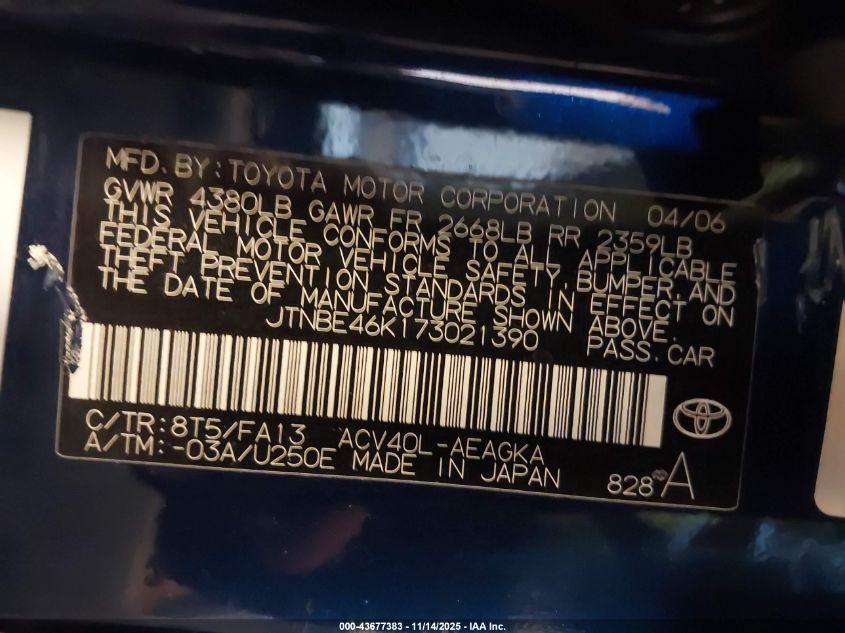 MFD. BY: TOYOTA MOTOR CORPORATION 04/06
GVWR 4380LB GAWR FR 2668LB RR 2359LB
THIS VEHICLE CONFORMS TO ALL APPLICABLE
FEDERAL MOTOR VEHICLE SAFETY, BUMPER, AND
THEFT PREVENTION STANDARDS IN EFFECT ON
THE DATE OF MANUFACTURE SHOWN ABOVE.
JTNBE46K173021390 PASS. CAR
C/TR: 8T5/FA13 ACV40L-AEAGKA
A/TM: -03A/U250E MADE IN JAPAN
828 A
000-43677383 - 11/14/2025 - IAA Inc.